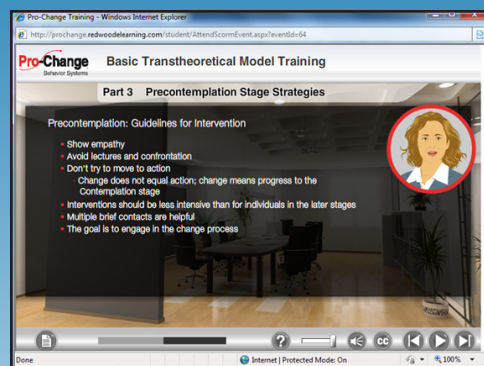 Pro-Change Training - Windows Internet Explorer
http://prochange.redwoodelearning.com/student/AttendScormEvent.aspx?eventId=64
Pro-Change
Behavior Systems
Basic Transtheoretical Model Training
Part 3 Precontemplation Stage Strategies
Precontemplation: Guidelines for Intervention
• Show empathy
• Avoid lectures and confrontation
• Don't try to move to action
- Change does not equal action; change means progress to the
Contemplation stage
• Interventions should be less intensive than for individuals in the later stages
• Multiple brief contacts are helpful
• The goal is to engage in the change process
?
CC
Done
Internet | Protected Mode: On
100%